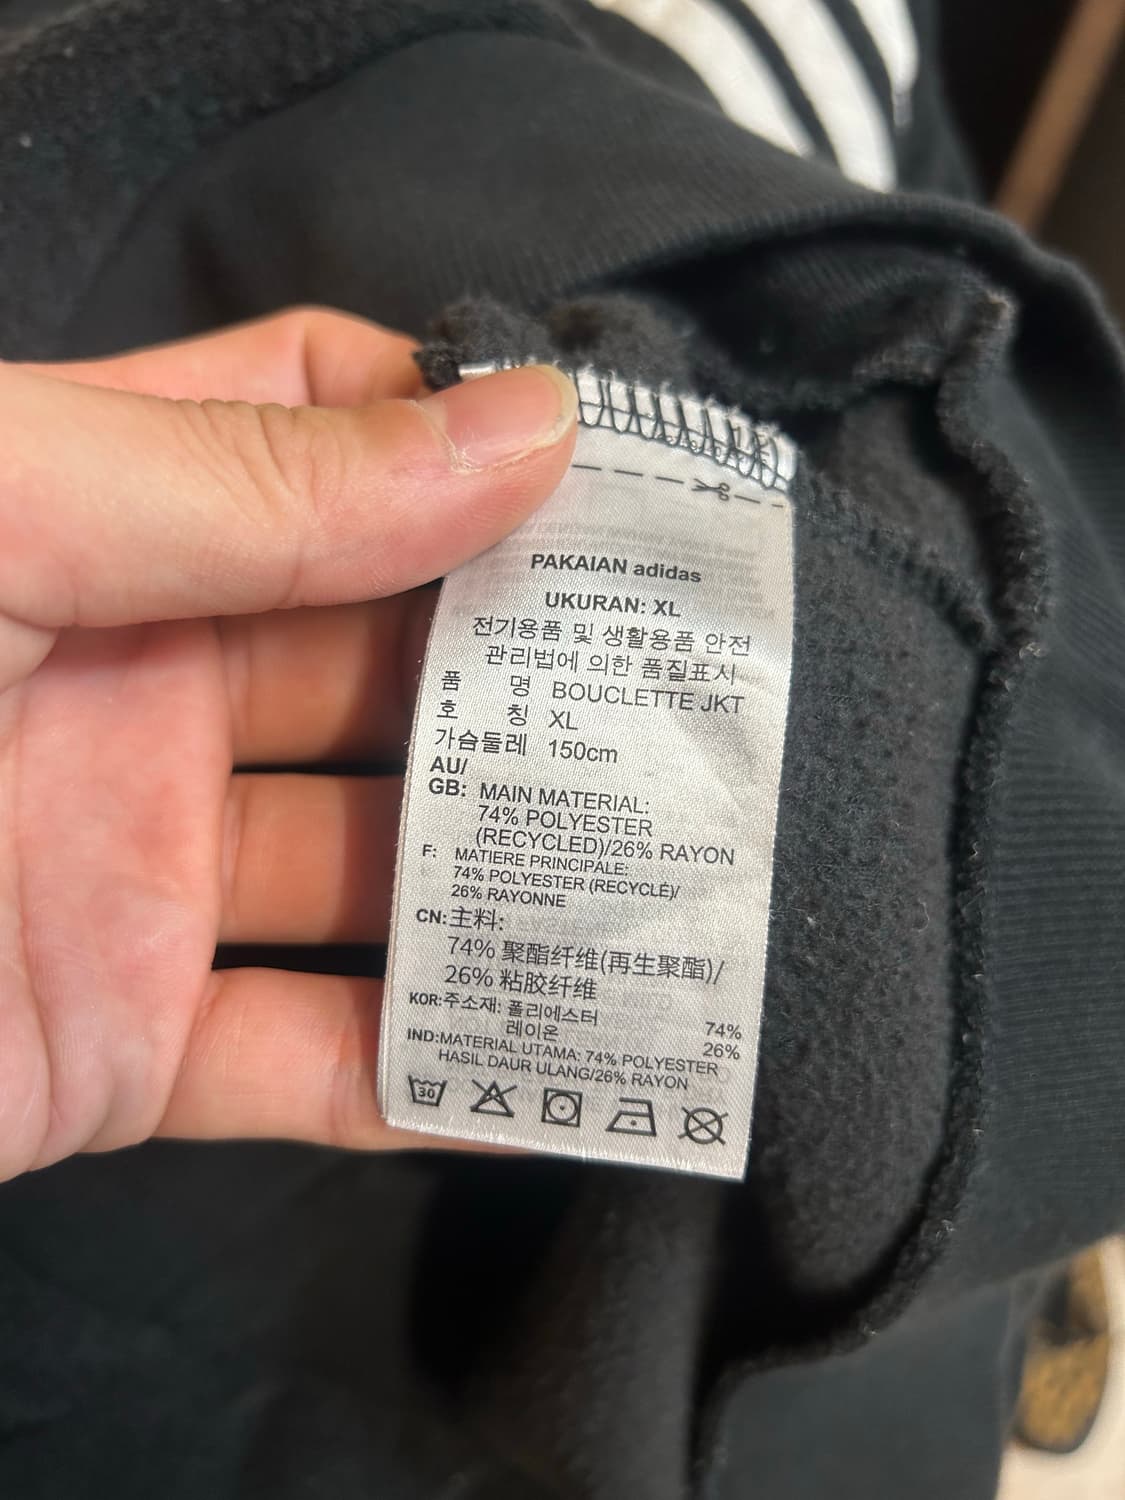 PAKAIAN adidas
UKURAN: XL
전기용품 및 생활용품 안전
관리법에 의한 품질표시
품 명 BOUCLETTE JKT
호 칭 XL
가슴둘레 150cm
AU/
GB: MAIN MATERIAL:
74% POLYESTER
(RECYCLED)/26% RAYON
F: MATIERE PRINCIPALE:
74% POLYESTER (RECYCLÉ)/
26% RAYONNE
CN:主料:
74% 聚酯纤维(再生聚酯)/
26% 粘胶纤维
KOR:주소재: 폴리에스터 74%
레이온 26%
IND:MATERIAL UTAMA: 74% POLYESTER
HASIL DAUR ULANG/26% RAYON
30